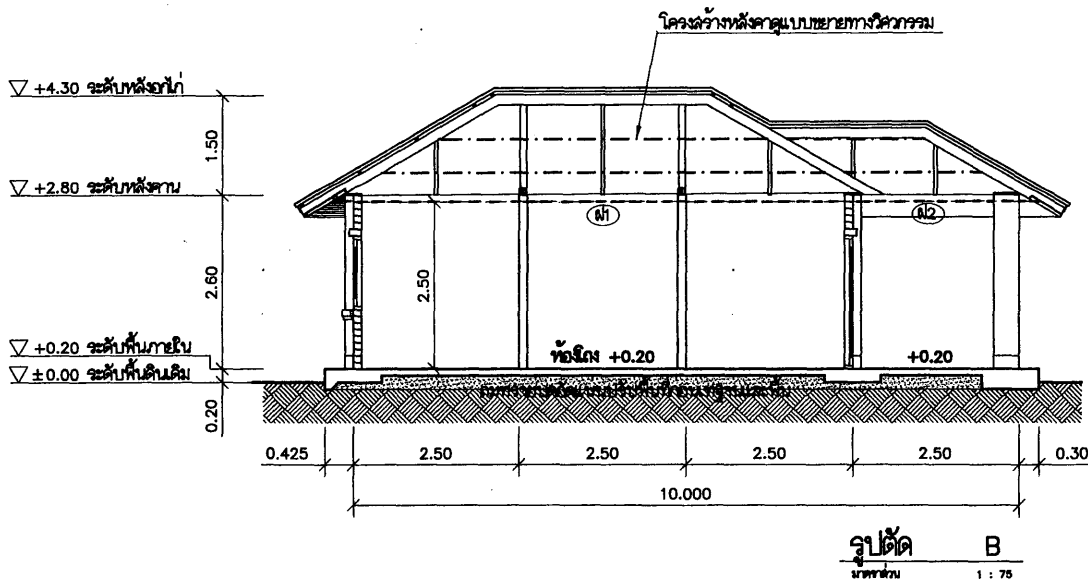 โครงสร้างหลังคาดูแบบขยายทางวิศวกรรม
+4.30 ระดับหลังอกไก่
1.50
+2.80 ระดับหลังคาน
ฝ1
ฝ2
2.60
2.50
+0.20 ระดับพื้นภายใน
ห้องโถง +0.20
+0.20
±0.00 ระดับพื้นดินเดิม
0.20
0.425
2.50
2.50
2.50
2.50
0.30
10.000
รูปตัด B
มาตราส่วน 1 : 75